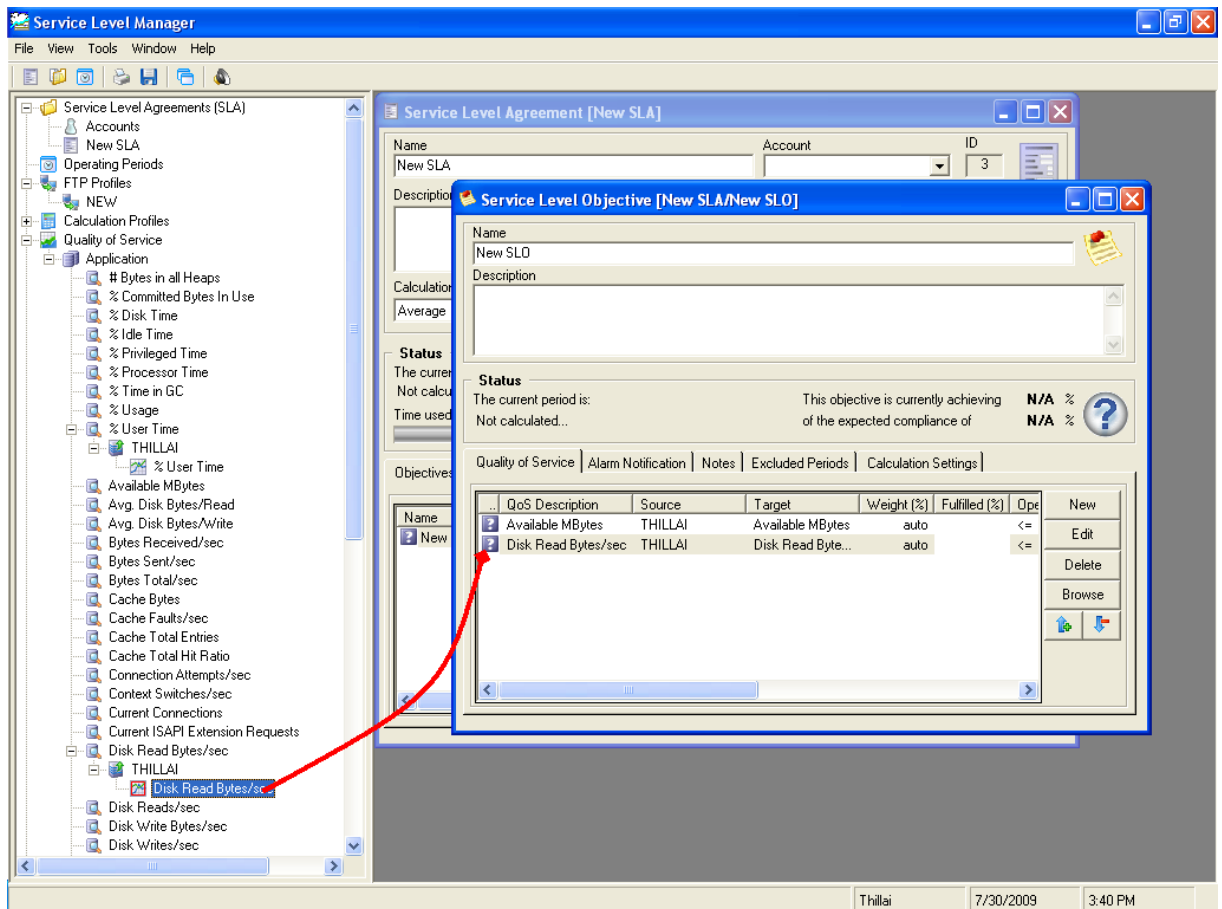 Service Level Manager
File View Tools Window Help
Service Level Agreements (SLA)
Accounts
New SLA
Operating Periods
FTP Profiles
NEW
Calculation Profiles
Quality of Service
Application
# Bytes in all Heaps
% Committed Bytes In Use
% Disk Time
% Idle Time
% Privileged Time
% Processor Time
% Time in GC
% Usage
% User Time
THILLAI
% User Time
Available MBytes
Avg. Disk Bytes/Read
Avg. Disk Bytes/Write
Bytes Received/sec
Bytes Sent/sec
Bytes Total/sec
Cache Bytes
Cache Faults/sec
Cache Total Entries
Cache Total Hit Ratio
Connection Attempts/sec
Context Switches/sec
Current Connections
Current ISAPI Extension Requests
Disk Read Bytes/sec
THILLAI
Disk Read Bytes/sec
Disk Reads/sec
Disk Write Bytes/sec
Disk Writes/sec
Service Level Agreement [New SLA]
Name Account ID
New SLA 3
Description
Calculation
Average
Status
The curren
Not calcu
Time used
Objectives
Name
New
Service Level Objective [New SLA/New SLO]
Name
New SLO
Description
Status
The current period is: This objective is currently achieving N/A %
Not calculated... of the expected compliance of N/A %
Quality of Service Alarm Notification Notes Excluded Periods Calculation Settings
.. QoS Description Source Target Weight (%) Fulfilled (%) Ope
Available MBytes THILLAI Available MBytes auto <=
Disk Read Bytes/sec THILLAI Disk Read Byte... auto <=
New
Edit
Delete
Browse
Thillai 7/30/2009 3:40 PM